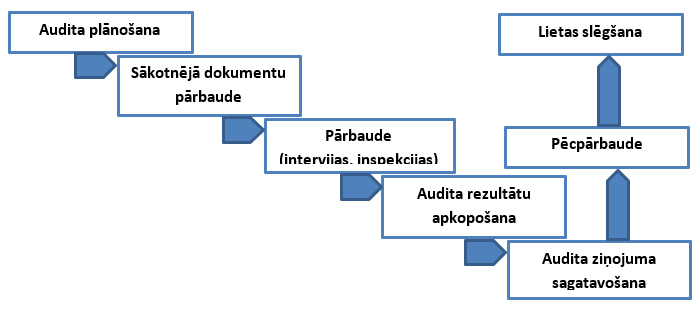 Audita plānošana
Sākotnējā dokumentu
pārbaude
Pārbaude
(intervijas, inspekcijas)
Audita rezultātu
apkopošana
Audita ziņojuma
sagatavošana
Pēcpārbaude
Lietas slēgšana